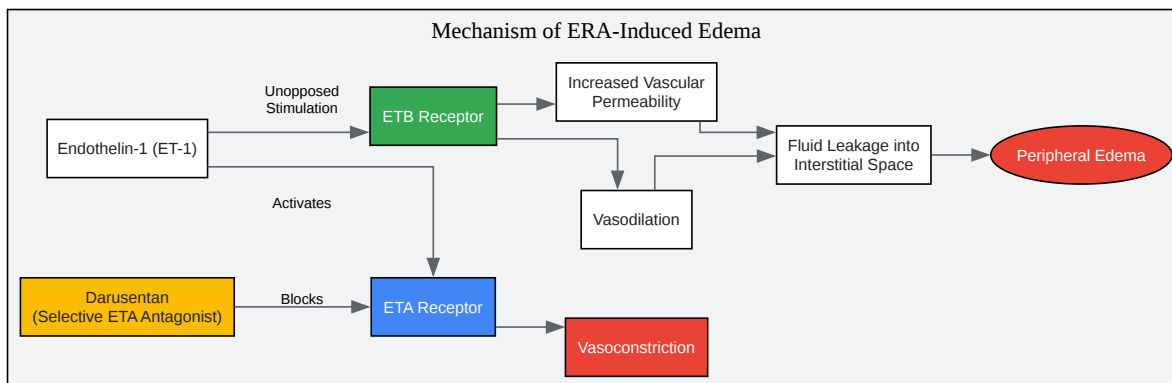 Mechanism of ERA-Induced Edema
Unopposed
Stimulation
Increased Vascular
Permeability
ETB Receptor
Endothelin-1 (ET-1)
Fluid Leakage into
Interstitial Space
Peripheral Edema
Activates
Vasodilation
Darusentan
(Selective ETA Antagonist)
Blocks
ETA Receptor
Vasoconstriction